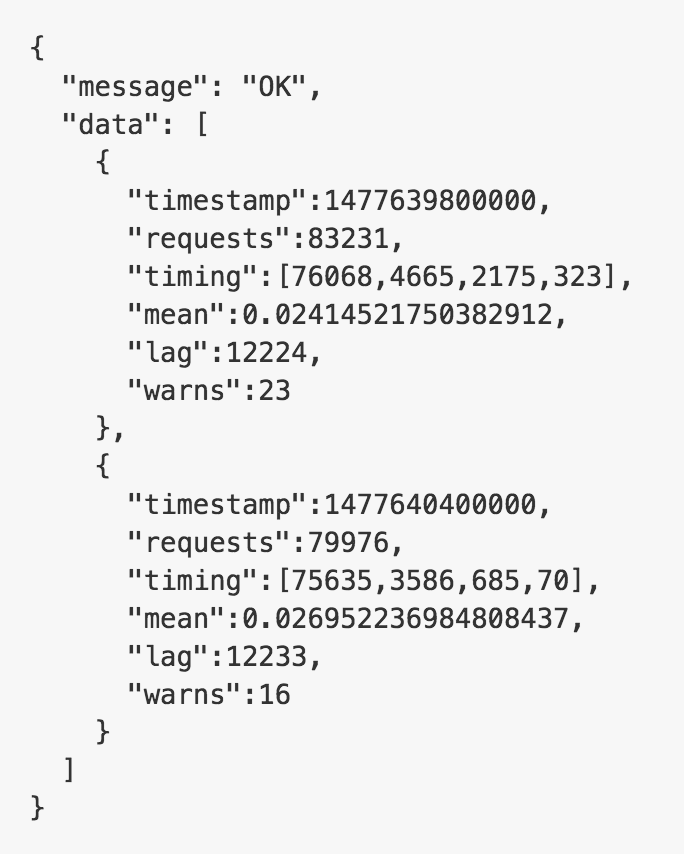 {
  "message": "OK",
  "data": [
    {
      "timestamp":1477639800000,
      "requests":83231,
      "timing":[76068,4665,2175,323],
      "mean":0.02414521750382912,
      "lag":12224,
      "warns":23
    },
    {
      "timestamp":1477640400000,
      "requests":79976,
      "timing":[75635,3586,685,70],
      "mean":0.026952236984808437,
      "lag":12233,
      "warns":16
    }
  ]
}